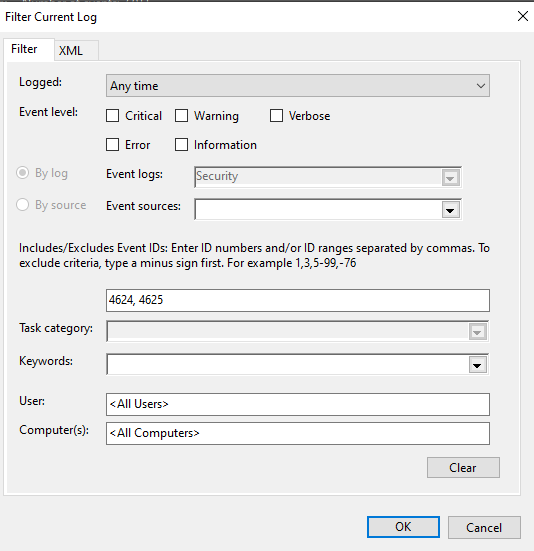 Filter Current Log
Filter XML
Logged: Any time
Event level: Critical Warning Verbose
Error Information
By log Event logs: Security
By source Event sources:
Includes/Excludes Event IDs: Enter ID numbers and/or ID ranges separated by commas. To
exclude criteria, type a minus sign first. For example 1,3,5-99,-76
4624, 4625
Task category:
Keywords:
User: <All Users>
Computer(s): <All Computers>
Clear
OK Cancel